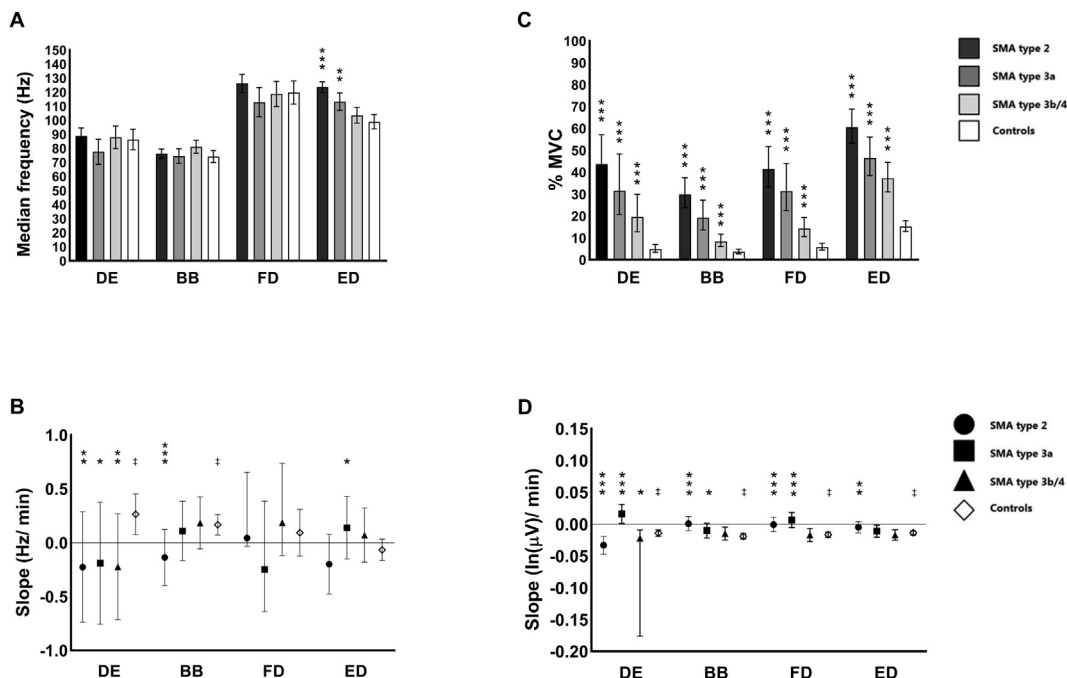 A
Median frequency (Hz)
150
140
130
120
110
100
90
80
70
60
50
40
30
20
10
0
***
**
DE BB FD ED
C
% MVC
100
90
80
70
60
50
40
30
20
10
0
*** *** *** *** *** *** *** *** *** *** *** ***
DE BB FD ED
SMA type 2
SMA type 3a
SMA type 3b/4
Controls
B
Slope (Hz/ min)
1.0
0.5
0.0
-0.5
-1.0
** * ** ‡ *** ‡ *
DE BB FD ED
D
Slope (ln(μV)/ min)
0.15
0.10
0.05
0.00
-0.05
-0.10
-0.15
-0.20
*** *** * ‡ *** * ‡ *** *** ‡ ** ‡
DE BB FD ED
SMA type 2
SMA type 3a
SMA type 3b/4
Controls